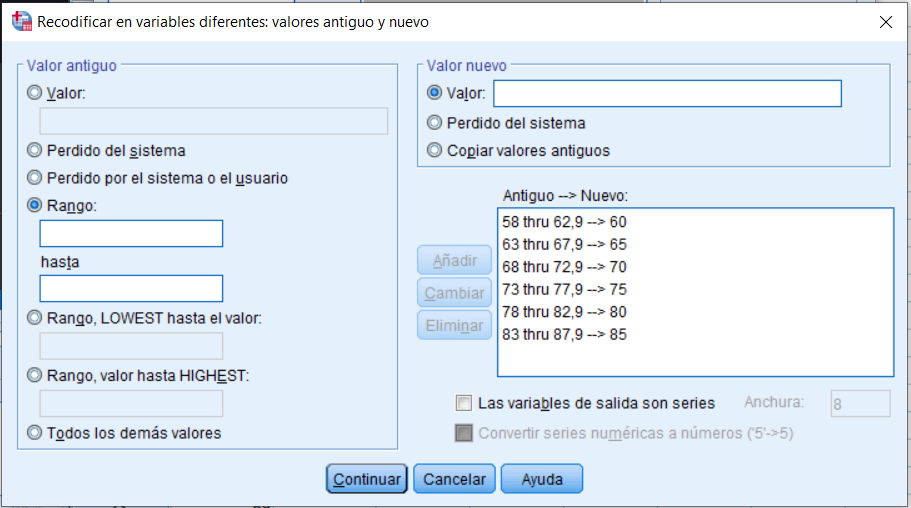 Recodificar en variables diferentes: valores antiguo y nuevo
Valor antiguo
Valor:
Perdido del sistema
Perdido por el sistema o el usuario
Rango:
hasta
Rango, LOWEST hasta el valor:
Rango, valor hasta HIGHEST:
Todos los demás valores
Valor nuevo
Valor:
Perdido del sistema
Copiar valores antiguos
Antiguo --> Nuevo:
58 thru 62,9 --> 60
63 thru 67,9 --> 65
68 thru 72,9 --> 70
73 thru 77,9 --> 75
78 thru 82,9 --> 80
83 thru 87,9 --> 85
Añadir
Cambiar
Eliminar
Las variables de salida son series Anchura: 8
Convertir series numéricas a números ('5'->5)
Continuar Cancelar Ayuda